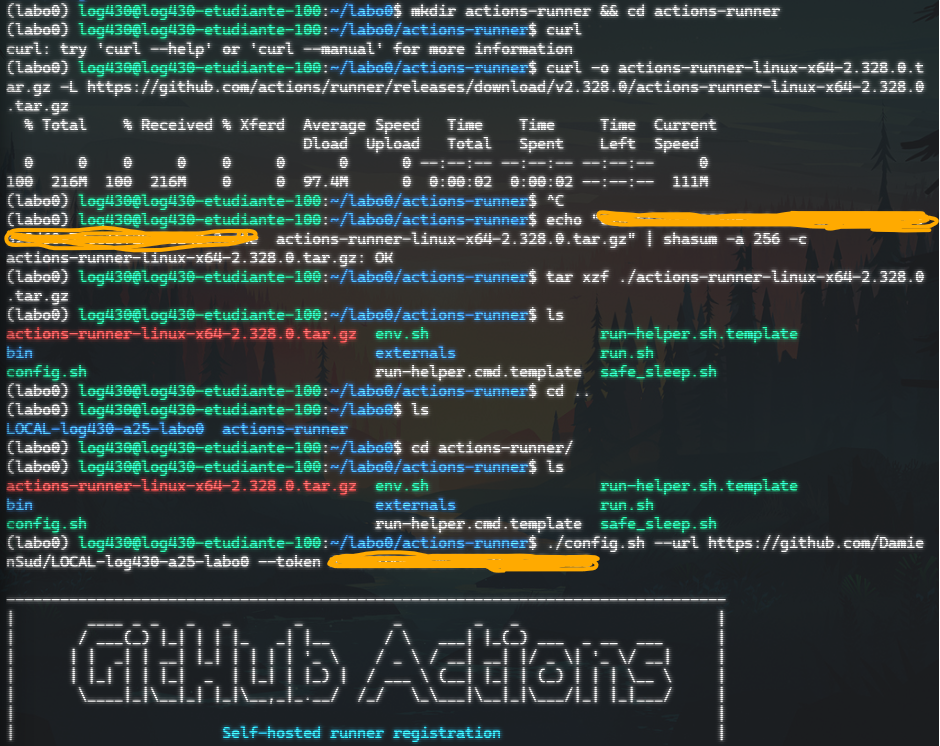 (labo0) log430@log430-etudiante-100:~/labo0$ mkdir actions-runner && cd actions-runner
(labo0) log430@log430-etudiante-100:~/labo0/actions-runner$ curl
curl: try 'curl --help' or 'curl --manual' for more information
(labo0) log430@log430-etudiante-100:~/labo0/actions-runner$ curl -o actions-runner-linux-x64-2.328.0.t
ar.gz -L https://github.com/actions/runner/releases/download/v2.328.0/actions-runner-linux-x64-2.328.0
.tar.gz
% Total % Received % Xferd Average Speed Time Time Time Current
Dload Upload Total Spent Left Speed
0 0 0 0 0 0 0 0 --:--:-- --:--:-- --:--:-- 0
100 216M 100 216M 0 0 97.4M 0 0:00:02 0:00:02 --:--:-- 111M
(labo0) log430@log430-etudiante-100:~/labo0/actions-runner$ ^C
(labo0) log430@log430-etudiante-100:~/labo0/actions-runner$ echo "
actions-runner-linux-x64-2.328.0.tar.gz" | shasum -a 256 -c
actions-runner-linux-x64-2.328.0.tar.gz: OK
(labo0) log430@log430-etudiante-100:~/labo0/actions-runner$ tar xzf ./actions-runner-linux-x64-2.328.0
.tar.gz
(labo0) log430@log430-etudiante-100:~/labo0/actions-runner$ ls
actions-runner-linux-x64-2.328.0.tar.gz env.sh run-helper.sh.template
bin externals run.sh
config.sh run-helper.cmd.template safe_sleep.sh
(labo0) log430@log430-etudiante-100:~/labo0/actions-runner$ cd ..
(labo0) log430@log430-etudiante-100:~/labo0$ ls
LOCAL-log430-a25-labo0 actions-runner
(labo0) log430@log430-etudiante-100:~/labo0$ cd actions-runner/
(labo0) log430@log430-etudiante-100:~/labo0/actions-runner$ ls
actions-runner-linux-x64-2.328.0.tar.gz env.sh run-helper.sh.template
bin externals run.sh
config.sh run-helper.cmd.template safe_sleep.sh
(labo0) log430@log430-etudiante-100:~/labo0/actions-runner$ ./config.sh --url https://github.com/Damie
nSud/LOCAL-log430-a25-labo0 --token
GitHub Actions
Self-hosted runner registration